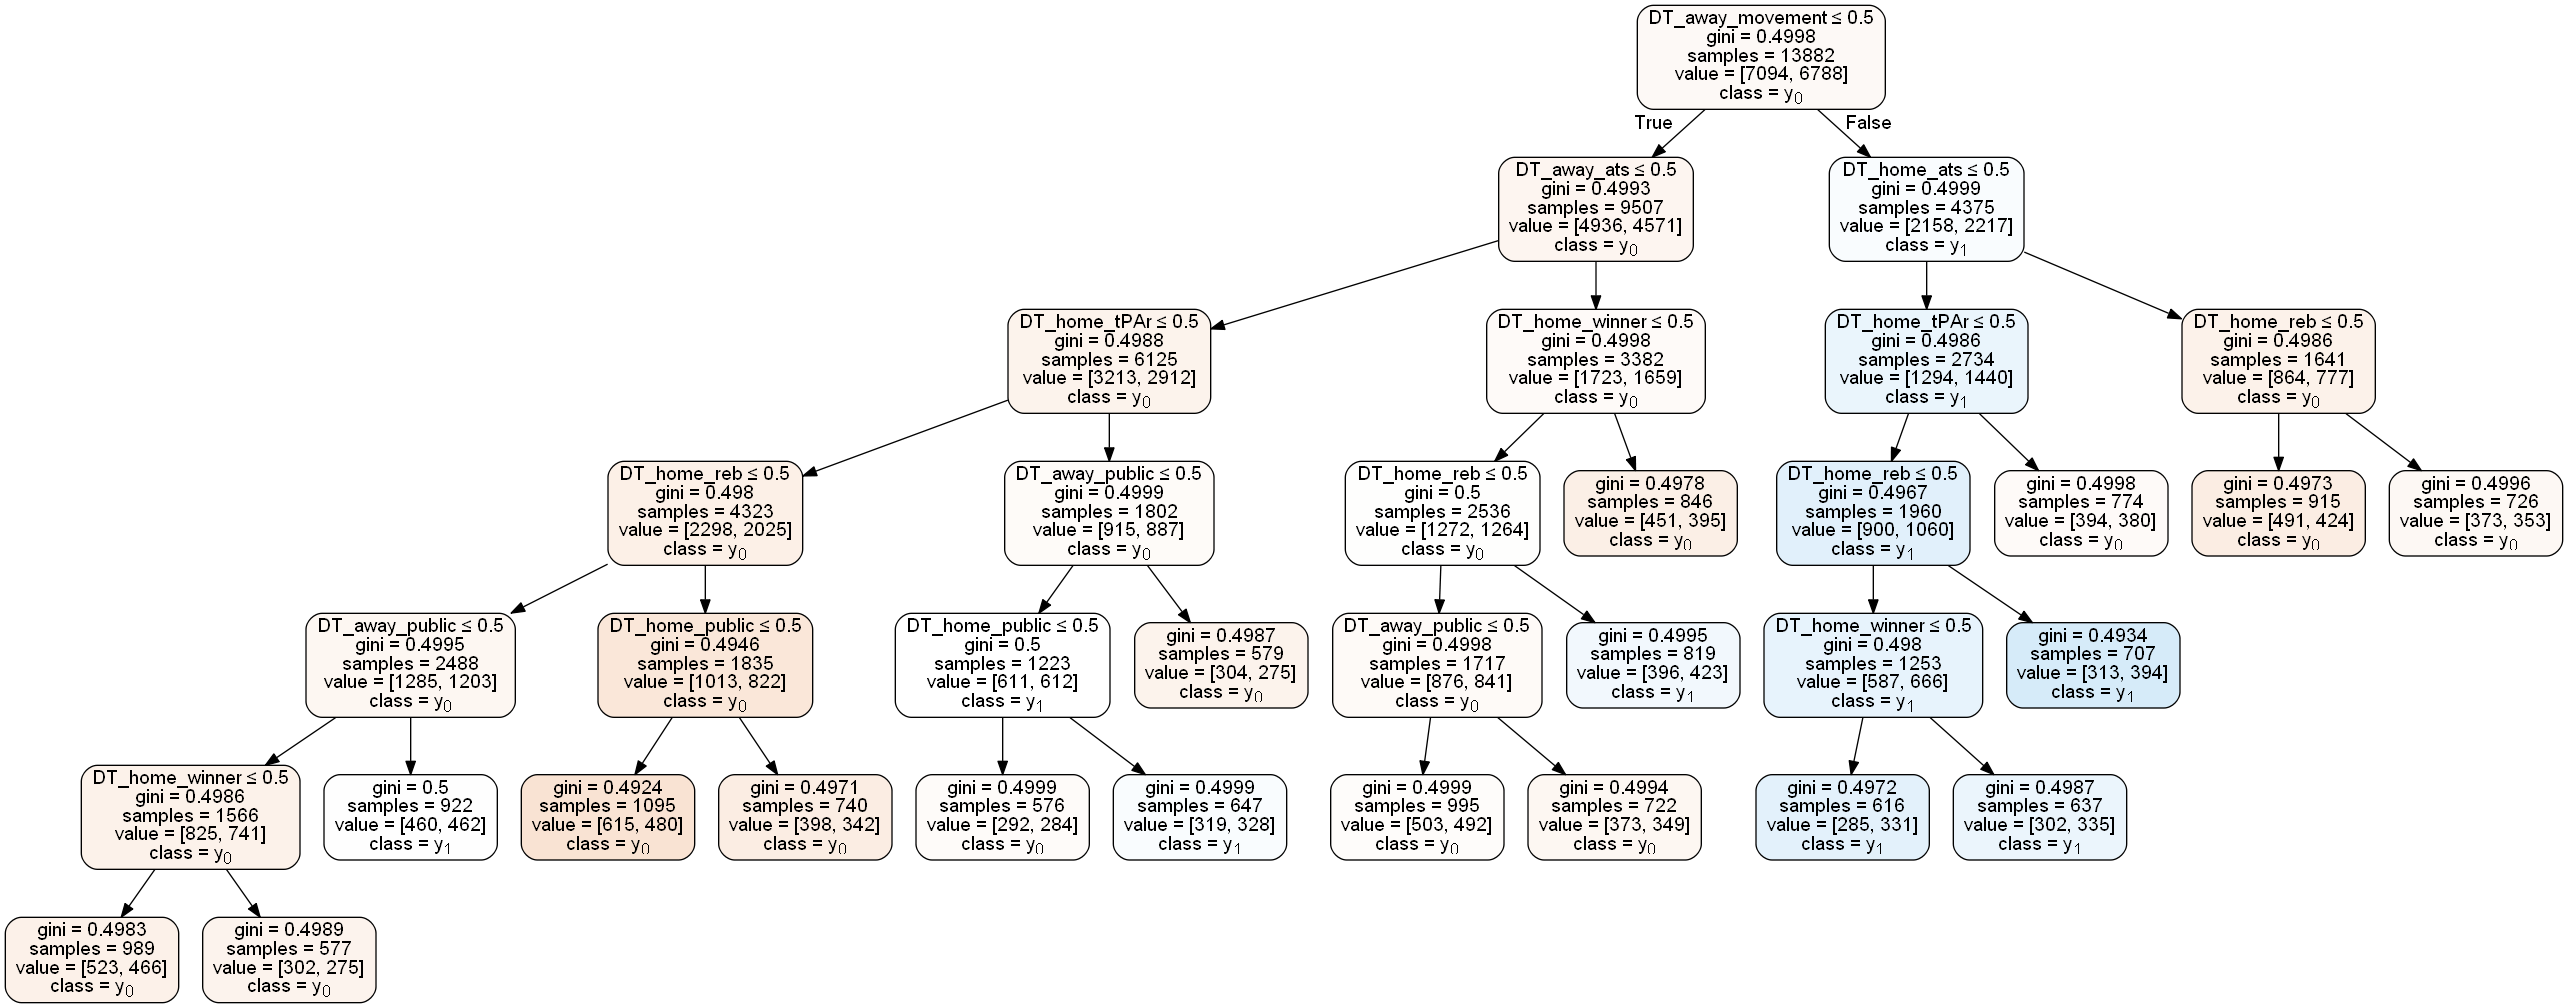 DT_away_movement ≤ 0.5
gini = 0.4998
samples = 13882
value = [7094, 6788]
class = y0
True
False
DT_away_ats ≤ 0.5
gini = 0.4993
samples = 9507
value = [4936, 4571]
class = y0
DT_home_ats ≤ 0.5
gini = 0.4999
samples = 4375
value = [2158, 2217]
class = y1
DT_home_tPAr ≤ 0.5
gini = 0.4988
samples = 6125
value = [3213, 2912]
class = y0
DT_home_winner ≤ 0.5
gini = 0.4998
samples = 3382
value = [1723, 1659]
class = y0
DT_home_tPAr ≤ 0.5
gini = 0.4986
samples = 2734
value = [1294, 1440]
class = y1
DT_home_reb ≤ 0.5
gini = 0.4986
samples = 1641
value = [864, 777]
class = y0
DT_home_reb ≤ 0.5
gini = 0.498
samples = 4323
value = [2298, 2025]
class = y0
DT_away_public ≤ 0.5
gini = 0.4999
samples = 1802
value = [915, 887]
class = y0
DT_home_reb ≤ 0.5
gini = 0.5
samples = 2536
value = [1272, 1264]
class = y0
gini = 0.4978
samples = 846
value = [451, 395]
class = y0
DT_home_reb ≤ 0.5
gini = 0.4967
samples = 1960
value = [900, 1060]
class = y1
gini = 0.4998
samples = 774
value = [394, 380]
class = y0
gini = 0.4973
samples = 915
value = [491, 424]
class = y0
gini = 0.4996
samples = 726
value = [373, 353]
class = y0
DT_away_public ≤ 0.5
gini = 0.4995
samples = 2488
value = [1285, 1203]
class = y0
DT_home_public ≤ 0.5
gini = 0.4946
samples = 1835
value = [1013, 822]
class = y0
DT_home_public ≤ 0.5
gini = 0.5
samples = 1223
value = [611, 612]
class = y1
gini = 0.4987
samples = 579
value = [304, 275]
class = y0
DT_away_public ≤ 0.5
gini = 0.4998
samples = 1717
value = [876, 841]
class = y0
gini = 0.4995
samples = 819
value = [396, 423]
class = y1
DT_home_winner ≤ 0.5
gini = 0.498
samples = 1253
value = [587, 666]
class = y1
gini = 0.4934
samples = 707
value = [313, 394]
class = y1
DT_home_winner ≤ 0.5
gini = 0.4986
samples = 1566
value = [825, 741]
class = y0
gini = 0.5
samples = 922
value = [460, 462]
class = y1
gini = 0.4924
samples = 1095
value = [615, 480]
class = y0
gini = 0.4971
samples = 740
value = [398, 342]
class = y0
gini = 0.4999
samples = 576
value = [292, 284]
class = y0
gini = 0.4999
samples = 647
value = [319, 328]
class = y1
gini = 0.4999
samples = 995
value = [503, 492]
class = y0
gini = 0.4994
samples = 722
value = [373, 349]
class = y0
gini = 0.4972
samples = 616
value = [285, 331]
class = y1
gini = 0.4987
samples = 637
value = [302, 335]
class = y1
gini = 0.4983
samples = 989
value = [523, 466]
class = y0
gini = 0.4989
samples = 577
value = [302, 275]
class = y0